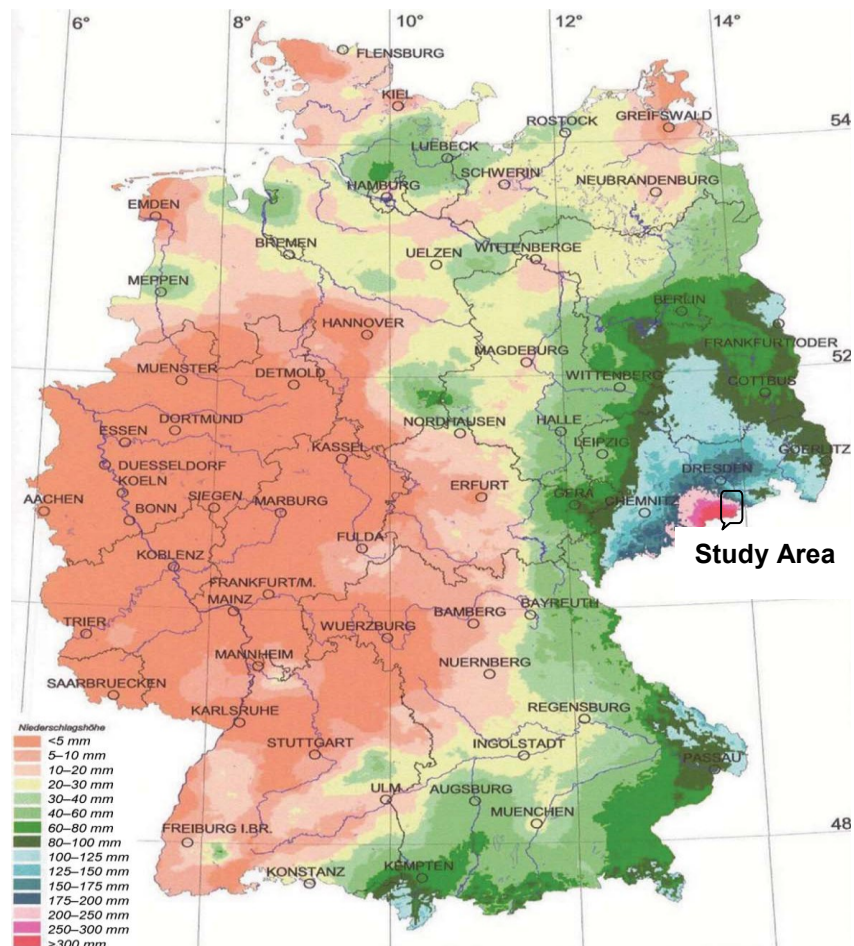 6° 8° 10° 12° 14°
FLENSBURG
KIEL
GREIFSWALD
ROSTOCK
54
LUEBECK
SCHWERIN
NEUBRANDENBURG
HAMBURG
EMDEN
BREMEN
UELZEN
WITTENBERGE
MEPPEN
BERLIN
HANNOVER
FRANKFURT/ODER
MAGDEBURG
52
MUENSTER
DETMOLD
WITTENBERG
COTTBUS
DORTMUND
NORDHAUSEN
HALLE
ESSEN
LEIPZIG
GOERLITZ
KASSEL
DUESSELDORF
DRESDEN
KOELN
ERFURT
GERA
AACHEN
SIEGEN
MARBURG
CHEMNITZ
BONN
FULDA
KOBLENZ
Study Area
FRANKFURT/M.
MAINZ
BAYREUTH
TRIER
WUERZBURG
BAMBERG
MANNHEIM
NUERNBERG
SAARBRUECKEN
KARLSRUHE
REGENSBURG
Niederschlagshöhe
<5 mm
5–10 mm
10–20 mm
20–30 mm
30–40 mm
40–60 mm
60–80 mm
80–100 mm
100–125 mm
125–150 mm
150–175 mm
175–200 mm
200–250 mm
250–300 mm
>300 mm
STUTTGART
INGOLSTADT
PASSAU
ULM
AUGSBURG
MUENCHEN
FREIBURG I.BR.
48
KONSTANZ
KEMPTEN